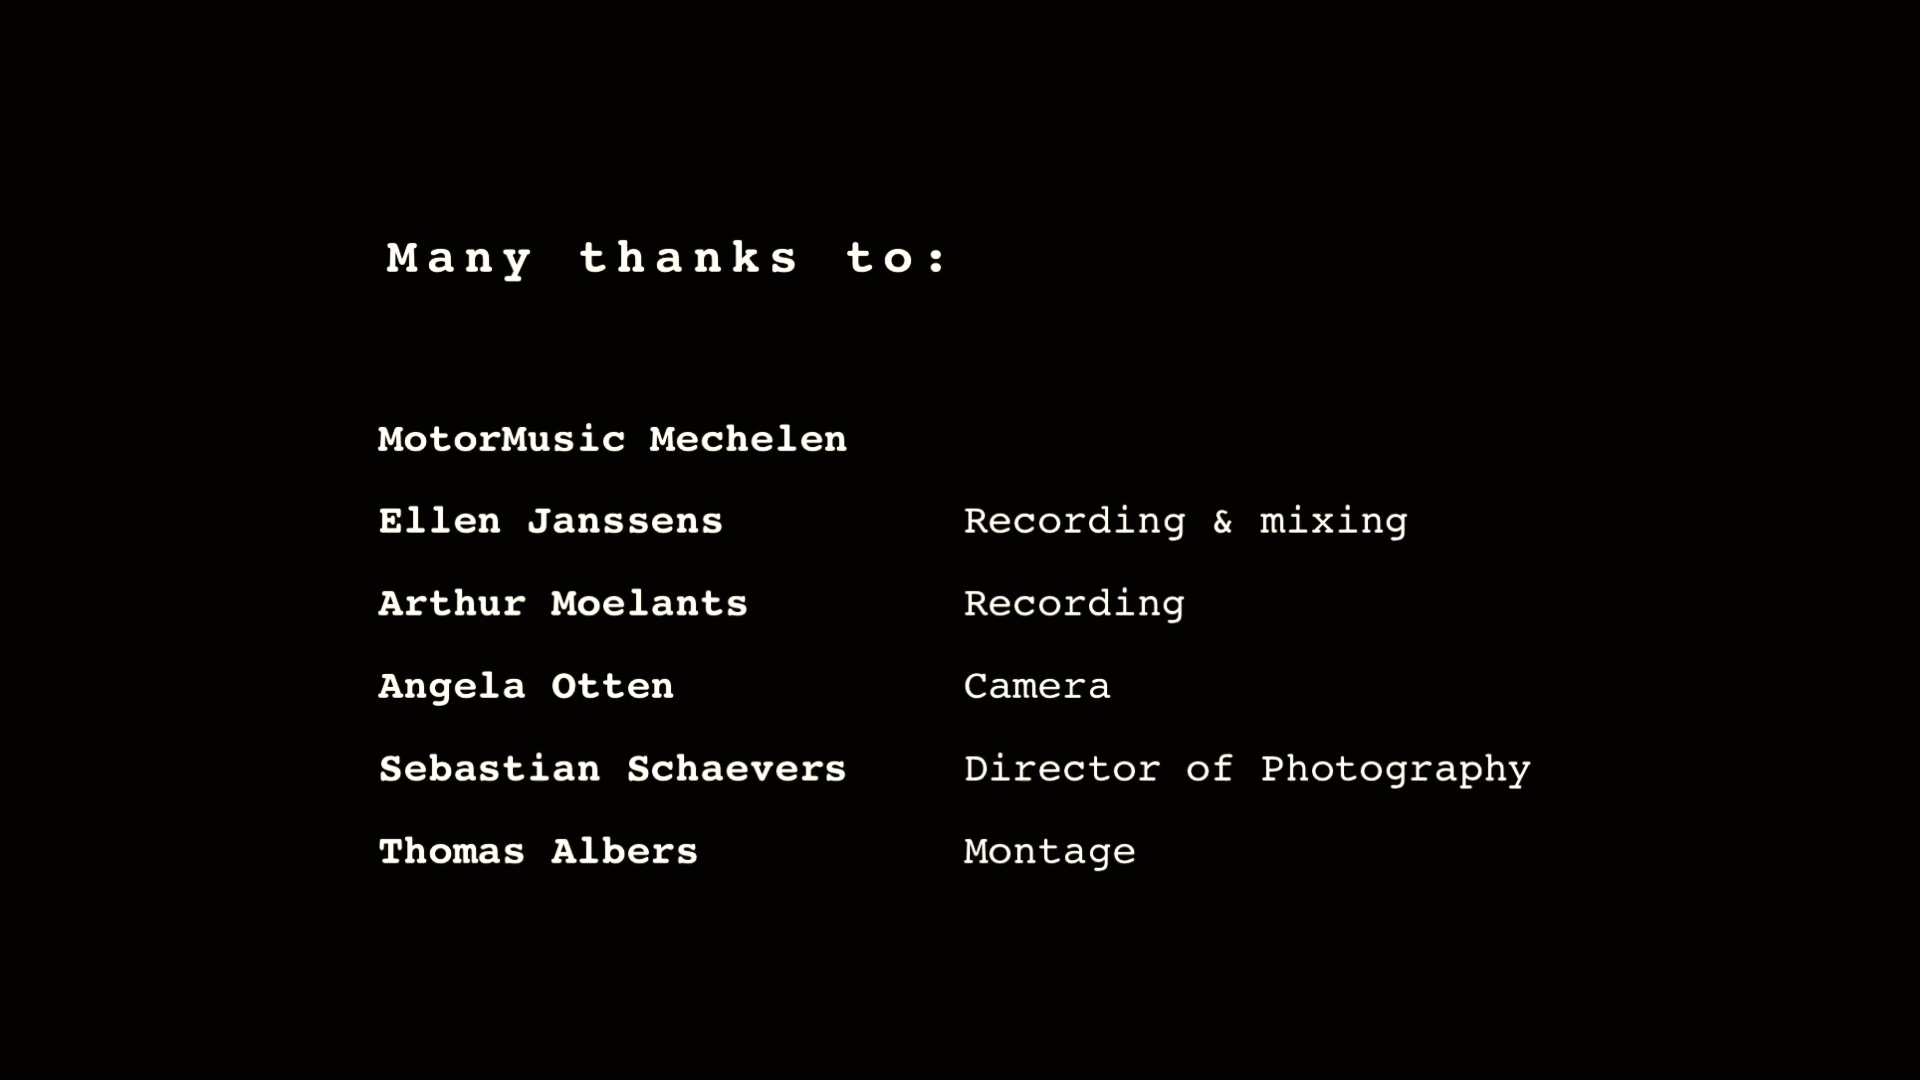 Many thanks to:
MotorMusic Mechelen
Ellen Janssens Recording & mixing
Arthur Moelants Recording
Angela Otten Camera
Sebastian Schaevers Director of Photography
Thomas Albers Montage